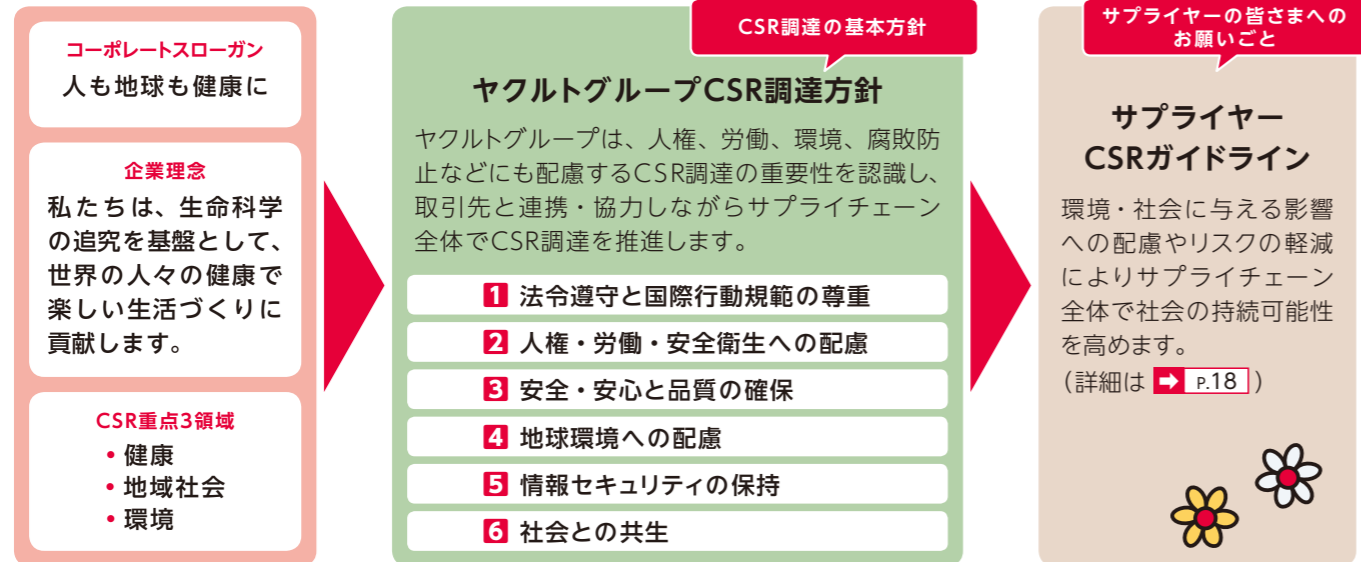 コーポレートスローガン
人も地球も健康に
企業理念
私たちは、生命科学
の追究を基盤として、
世界の人々の健康で
楽しい生活づくりに
貢献します。
CSR重点3領域
・健康
・地域社会
・環境
CSR調達の基本方針
ヤクルトグループCSR調達方針
ヤクルトグループは、人権、労働、環境、腐敗防
止などにも配慮するCSR調達の重要性を認識し、
取引先と連携・協力しながらサプライチェーン
全体でCSR調達を推進します。
1 法令遵守と国際行動規範の尊重
2 人権・労働・安全衛生への配慮
3 安全・安心と品質の確保
4 地球環境への配慮
5 情報セキュリティの保持
6 社会との共生
サプライヤーの皆さまへの
お願いごと
サプライヤー
CSRガイドライン
環境・社会に与える影響
への配慮やリスクの軽減
によりサプライチェーン
全体で社会の持続可能性
を高めます。
(詳細は ➡ P.18 )